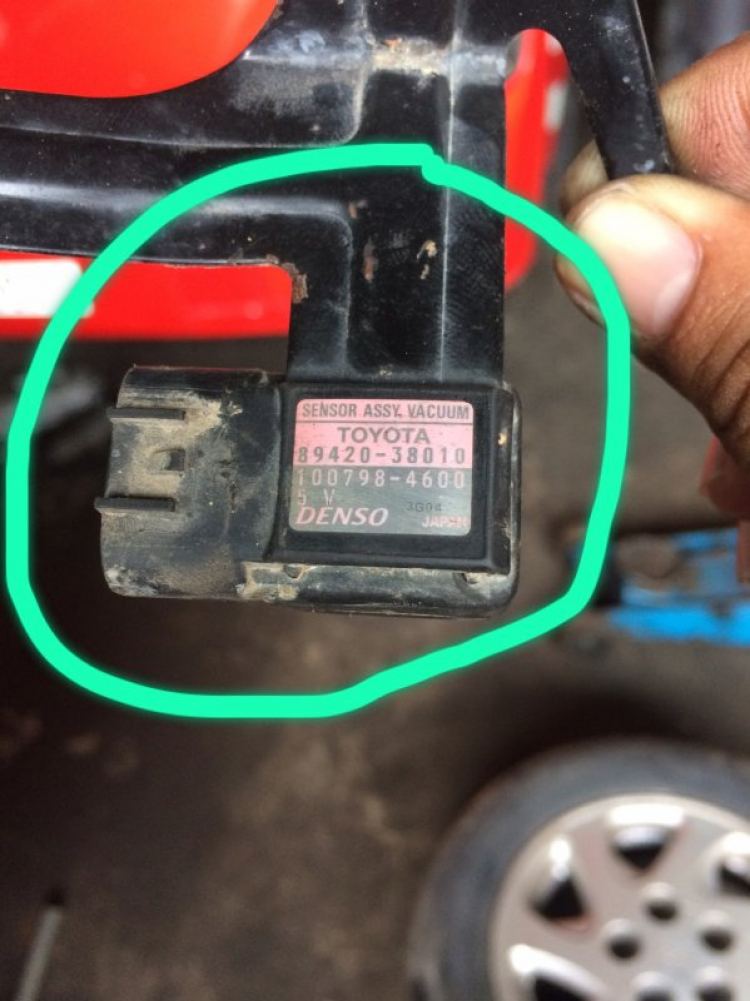 SENSOR ASSY, VACUUM
TOYOTA
89420-38010
100798-4600
5 V
3G04
DENSO JAPAN